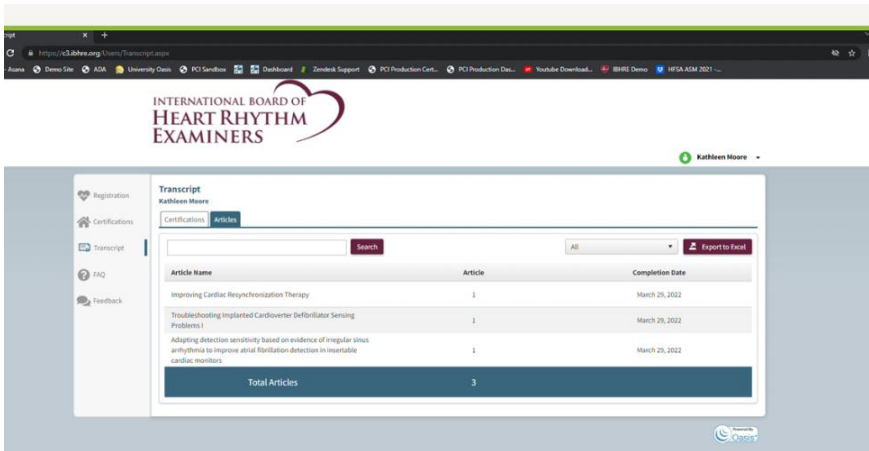 cript × +
https://c3.ibhre.org/Users/Transcript.aspx
Asana Demo Site ADA University Oasis PCI Sandbox Dashboard Zendesk Support PCI Production Cert... PCI Production Das... Youtube Download... IBHRE Demo HFSA ASM 2021 -...
INTERNATIONAL BOARD OF
HEART RHYTHM
EXAMINERS
Kathleen Moore
Registration
Certifications
Transcript
FAQ
Feedback
Transcript
Kathleen Moore
Certifications Articles
Search All Export to Excel
Article Name Article Completion Date
Improving Cardiac Resynchronization Therapy 1 March 29, 2022
Troubleshooting Implanted Cardioverter Defibrillator Sensing
Problems I 1 March 29, 2022
Adapting detection sensitivity based on evidence of irregular sinus
arrhythmia to improve atrial fibrillation detection in insertable
cardiac monitors 1 March 29, 2022
Total Articles 3
Powered By
Oasis